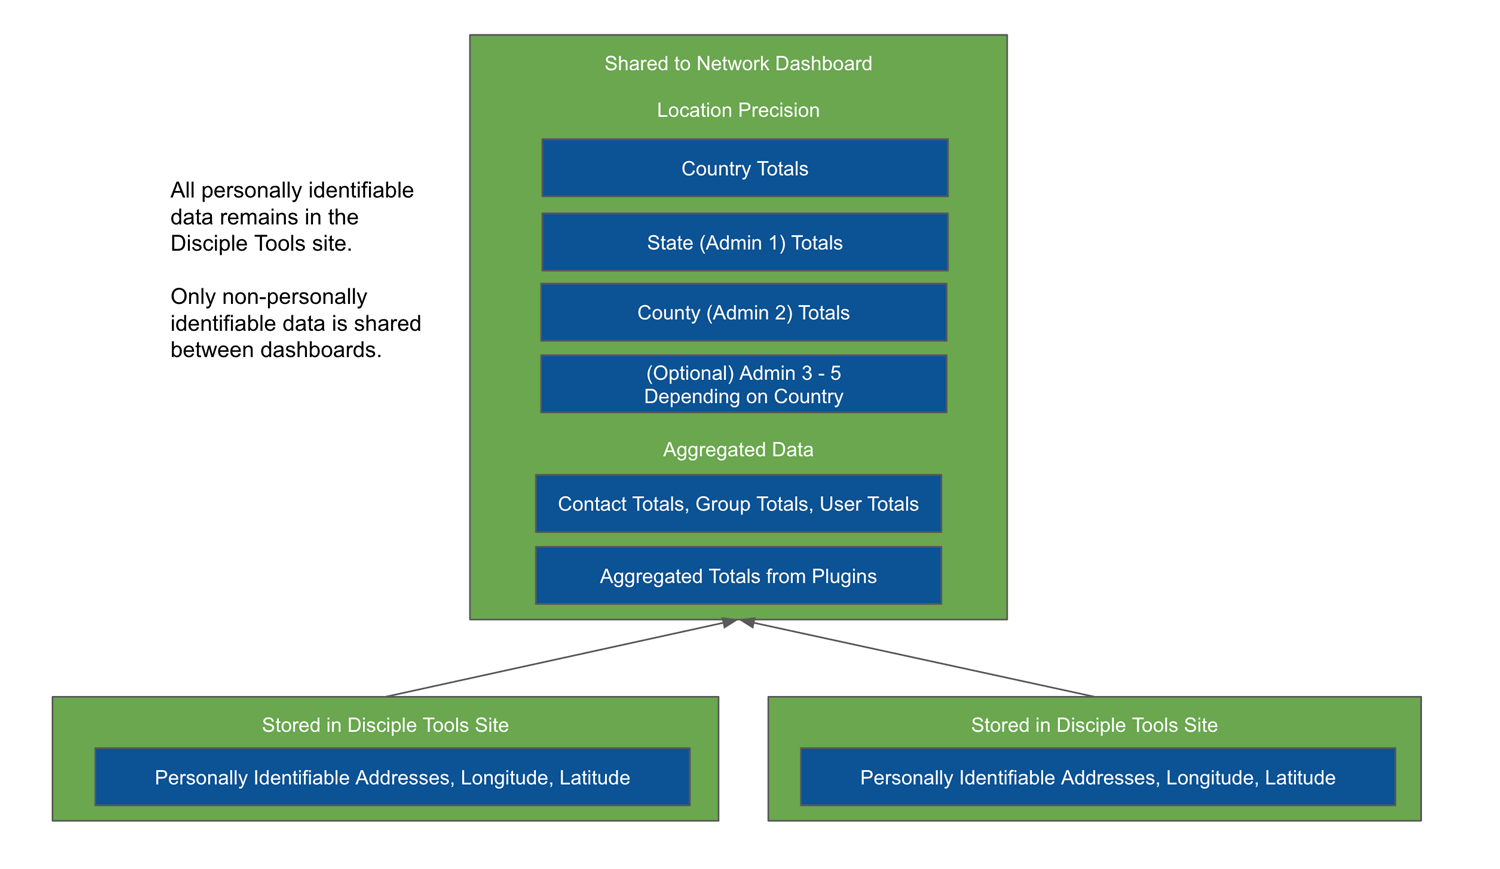 Shared to Network Dashboard
Location Precision
Country Totals
State (Admin 1) Totals
County (Admin 2) Totals
(Optional) Admin 3 - 5
Depending on Country
Aggregated Data
Contact Totals, Group Totals, User Totals
Aggregated Totals from Plugins
All personally identifiable
data remains in the
Disciple Tools site.
Only non-personally
identifiable data is shared
between dashboards.
Stored in Disciple Tools Site
Personally Identifiable Addresses, Longitude, Latitude
Stored in Disciple Tools Site
Personally Identifiable Addresses, Longitude, Latitude